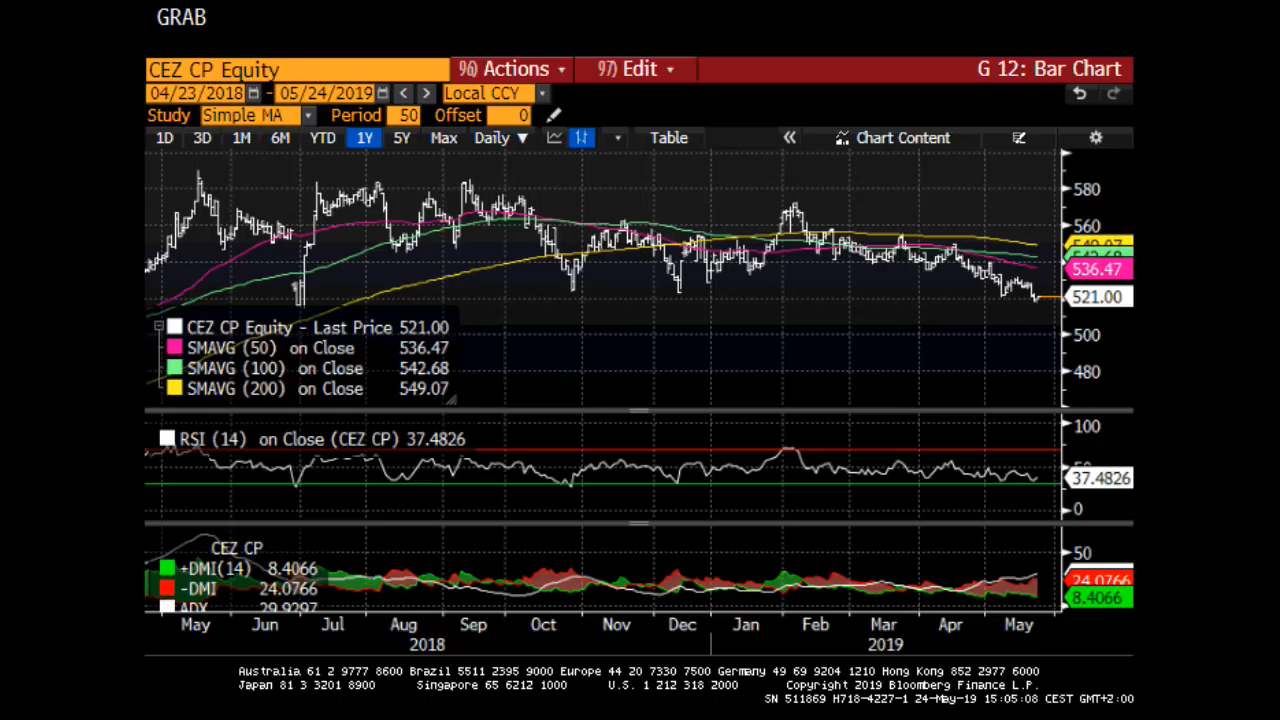 GRAB
CEZ CP Equity 96) Actions 97) Edit G 12: Bar Chart
04/23/2018 - 05/24/2019 < > Local CCY
Study Simple MA Period 50 Offset 0
1D 3D 1M 6M YTD 1Y 5Y Max Daily ▼ Table « Chart Content
580
560
549.07
542.68
536.47
521.00
500
480
CEZ CP Equity - Last Price 521.00
SMAVG (50) on Close 536.47
SMAVG (100) on Close 542.68
SMAVG (200) on Close 549.07
100
RSI (14) on Close (CEZ CP) 37.4826
50
37.4826
0
CEZ CP
50
+DMI(14) 8.4066
-DMI 24.0766
ADX 29.9297
24.0766
8.4066
May Jun Jul Aug Sep Oct Nov Dec Jan Feb Mar Apr May
2018 2019
Australia 61 2 9777 8600 Brazil 5511 2395 9000 Europe 44 20 7330 7500 Germany 49 69 9204 1210 Hong Kong 852 2977 6000
Japan 81 3 3201 8900 Singapore 65 6212 1000 U.S. 1 212 318 2000 Copyright 2019 Bloomberg Finance L.P.
SN 511869 H718-4227-1 24-May-19 15:05:08 CEST GMT+2:00